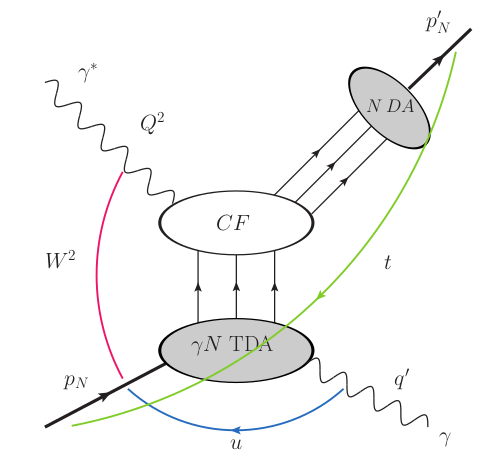 p′_N
γ*
N DA
Q²
CF
W²
t
γN TDA
p_N
q′
u
γ